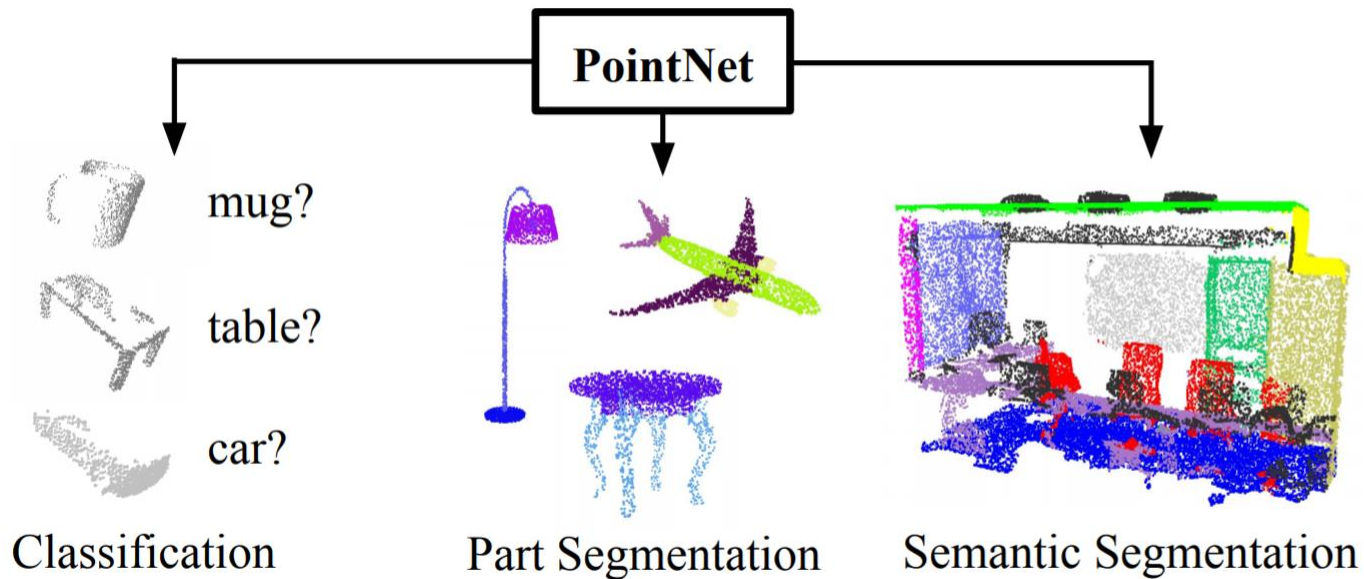 PointNet
mug?
table?
car?
Classification
Part Segmentation
Semantic Segmentation